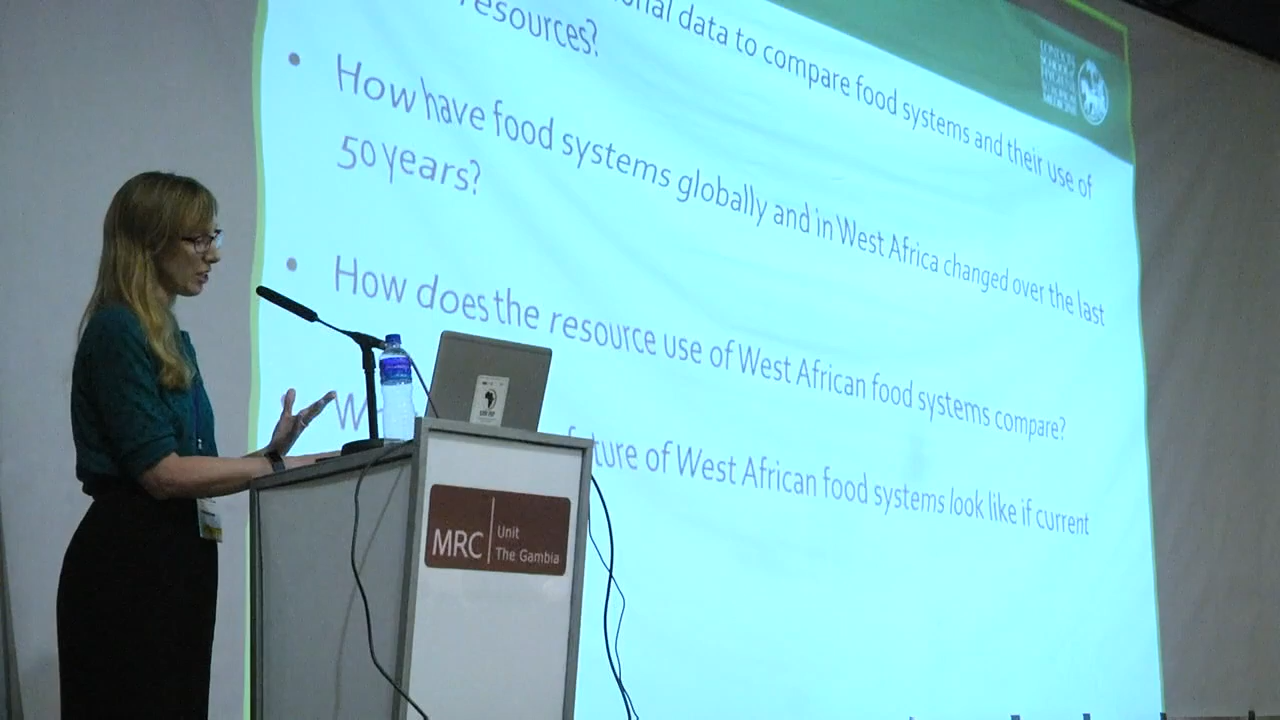 onal data to compare food systems and their use of
resources?
• How have food systems globally and in West Africa changed over the last
50 years?
• How does the resource use of West African food systems compare?
ture of West African food systems look like if current
MRC Unit
The Gambia